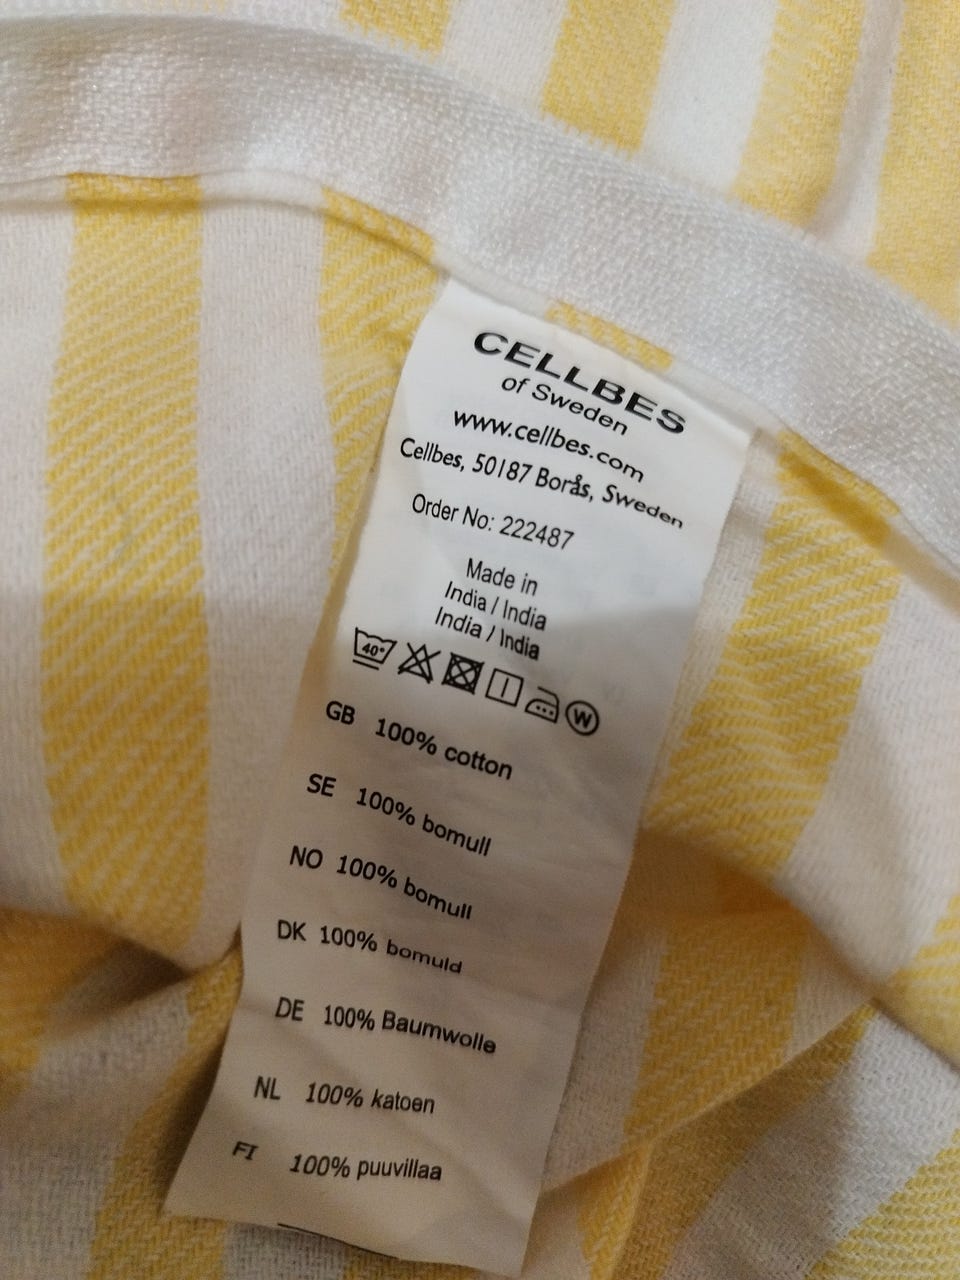 CELLBES
of Sweden
www.cellbes.com
Cellbes, 50187 Borås, Sweden
Order No: 222487
Made in
India / India
India / India
40° W
GB 100% cotton
SE 100% bomull
NO 100% bomull
DK 100% bomuld
DE 100% Baumwolle
NL 100% katoen
FI 100% puuvillaa